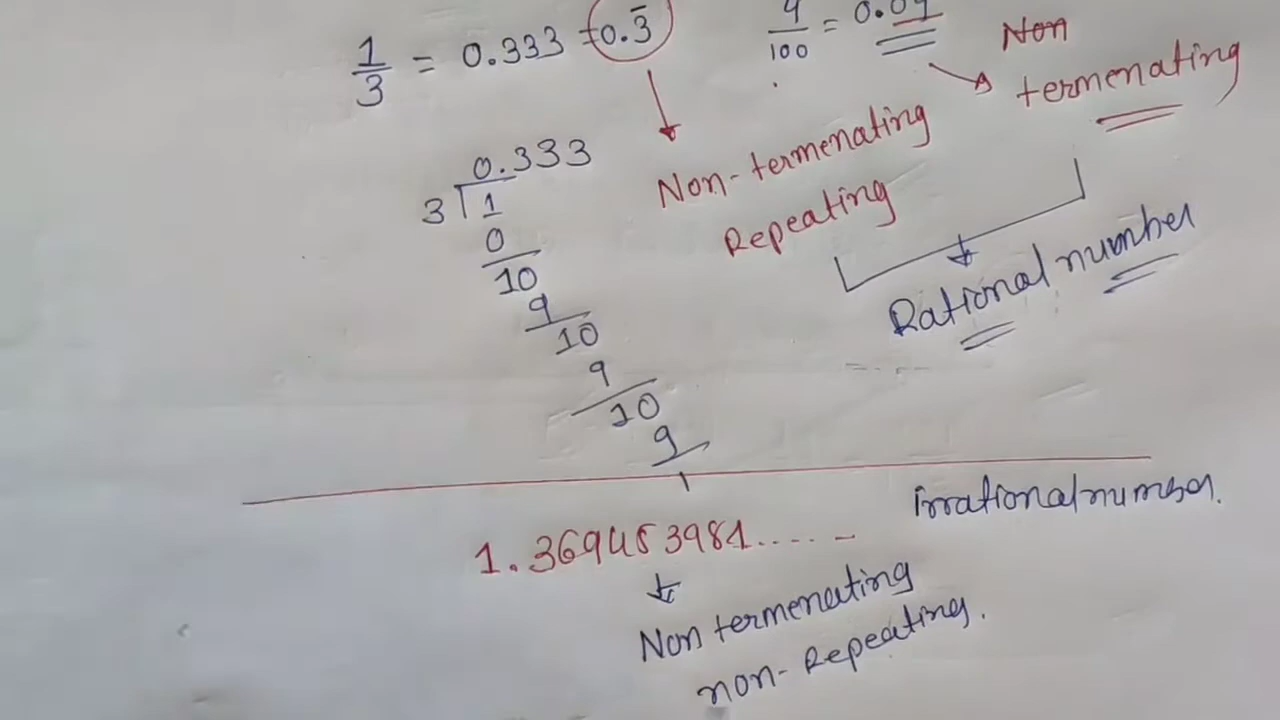 1/3 = 0.333 = 0.3̄
4/100 = 0.04
Non
termenating
Non-termenating
Repeating
Rational number
0.333
3 1
0
10
9
10
9
10
9
1
irrational number.
1.369453981.....-
Non termenating
non-Repeating.